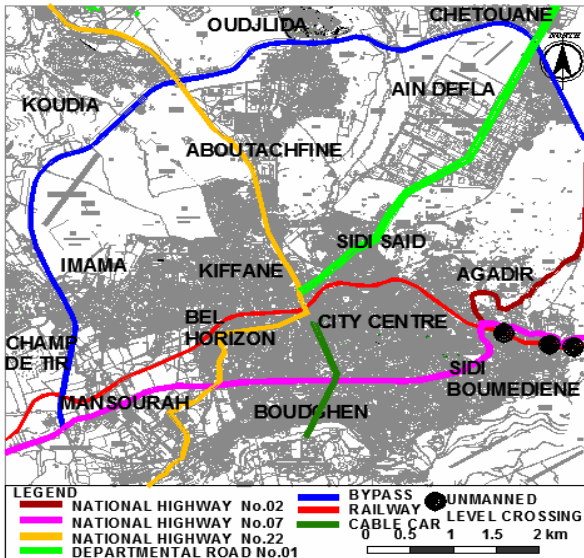 OUDJLIDA
CHETOUANE
NORTH
KOUDIA
AIN DEFLA
ABOUTACHFINE
SIDI SAID
IMAMA
KIFFANE
AGADIR
BEL
HORIZON
CITY CENTRE
CHAMP
DE TIR
SIDI
BOUMEDIENE
MANSOURAH
BOUDGHEN
LEGEND
NATIONAL HIGHWAY No.02
NATIONAL HIGHWAY No.07
NATIONAL HIGHWAY No.22
DEPARTMENTAL ROAD No.01
BYPASS
RAILWAY
CABLE CAR
UNMANNED
LEVEL CROSSING
0 0.5 1 2 km